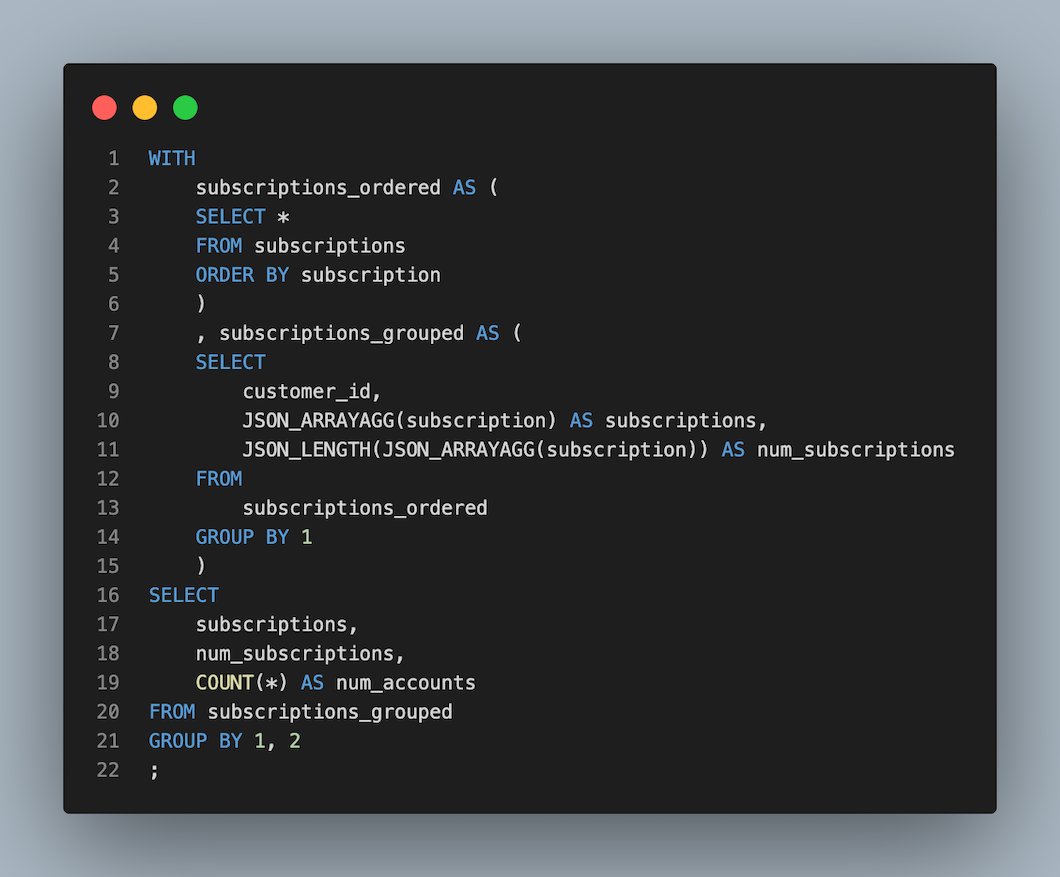 1 WITH
2     subscriptions_ordered AS (
3     SELECT *
4     FROM subscriptions
5     ORDER BY subscription
6     )
7     , subscriptions_grouped AS (
8     SELECT
9         customer_id,
10         JSON_ARRAYAGG(subscription) AS subscriptions,
11         JSON_LENGTH(JSON_ARRAYAGG(subscription)) AS num_subscriptions
12     FROM
13         subscriptions_ordered
14     GROUP BY 1
15     )
16 SELECT
17     subscriptions,
18     num_subscriptions,
19     COUNT(*) AS num_accounts
20 FROM subscriptions_grouped
21 GROUP BY 1, 2
22 ;